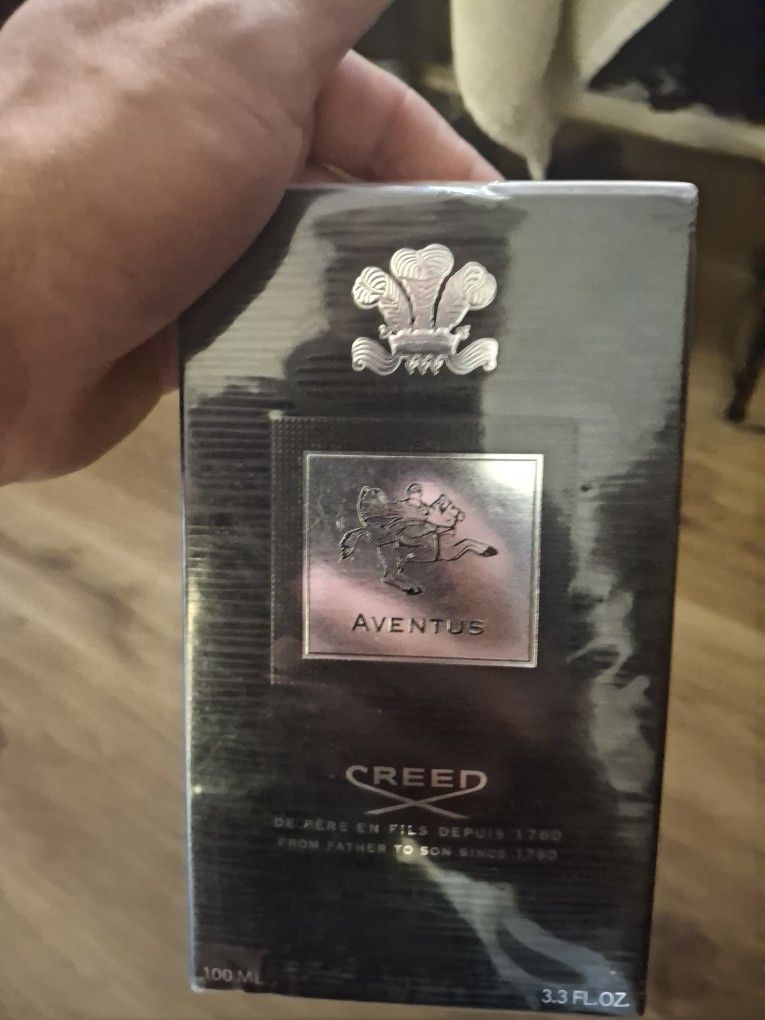 AVENTUS
CREED
DE PÈRE EN FILS DEPUIS 1760
FROM FATHER TO SON SINCE 1760
100 ML
3.3 FL.OZ